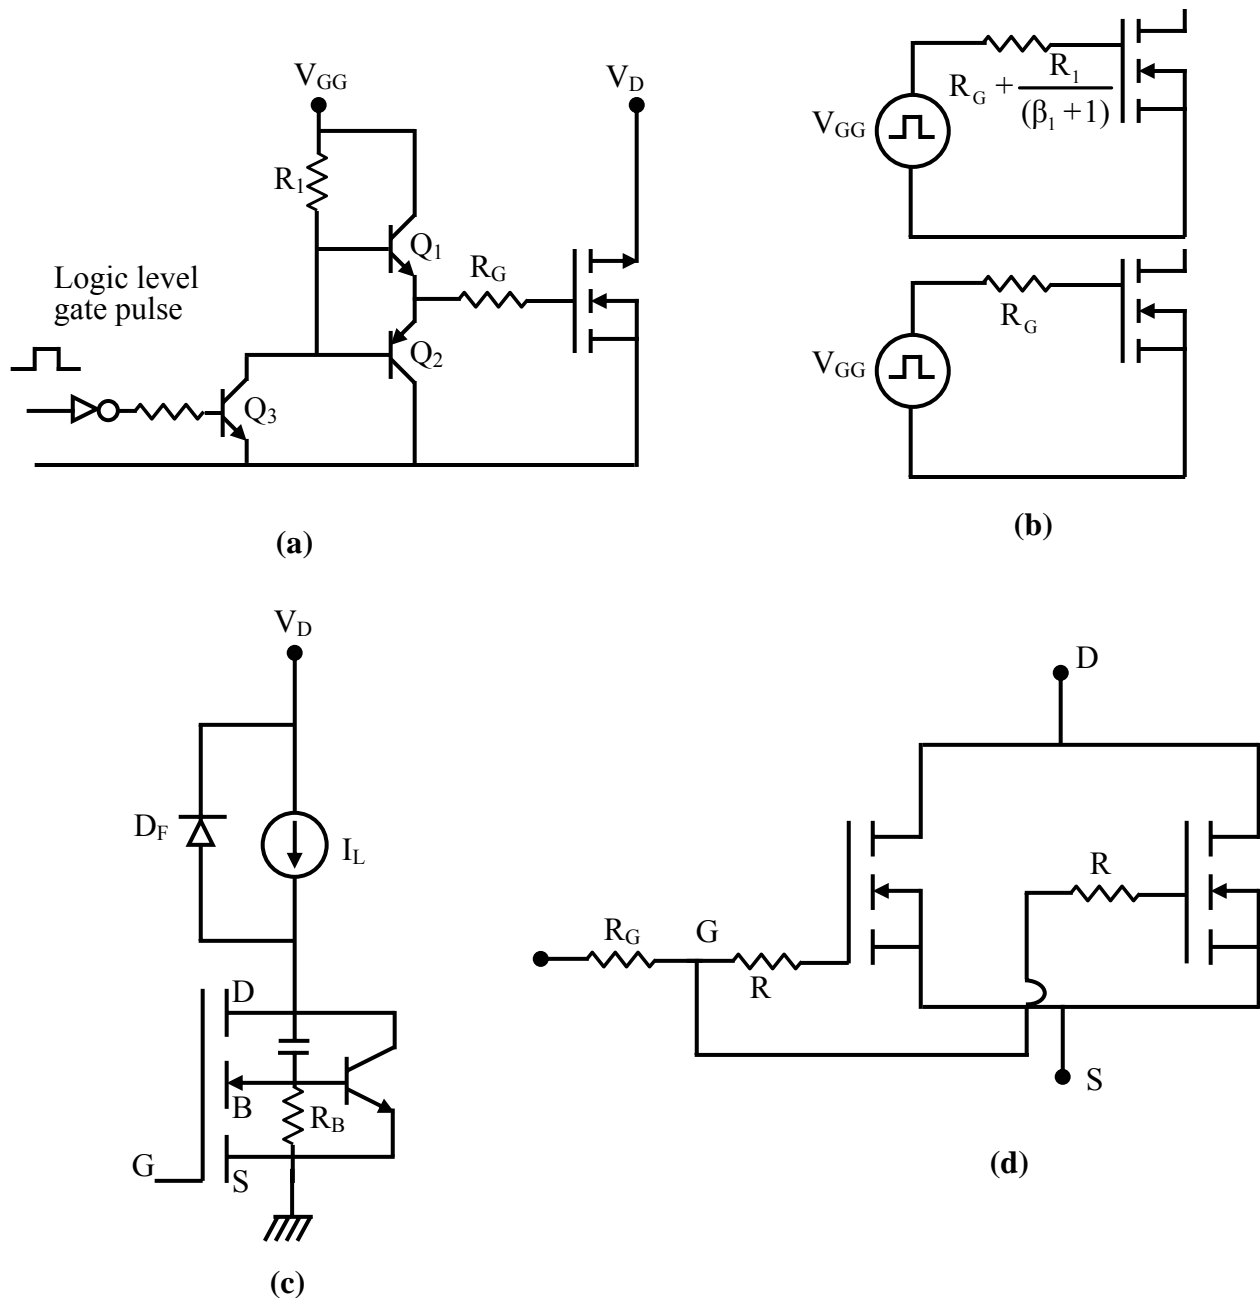 V_GG
V_D
R_1
Q_1
R_G
Logic level
gate pulse
Q_2
Q_3
(a)
R_G + R_1/(β_1 + 1)
V_GG
R_G
V_GG
(b)
V_D
D_F
I_L
D
B
R_B
G
S
(c)
D
R
R_G
G
R
S
(d)